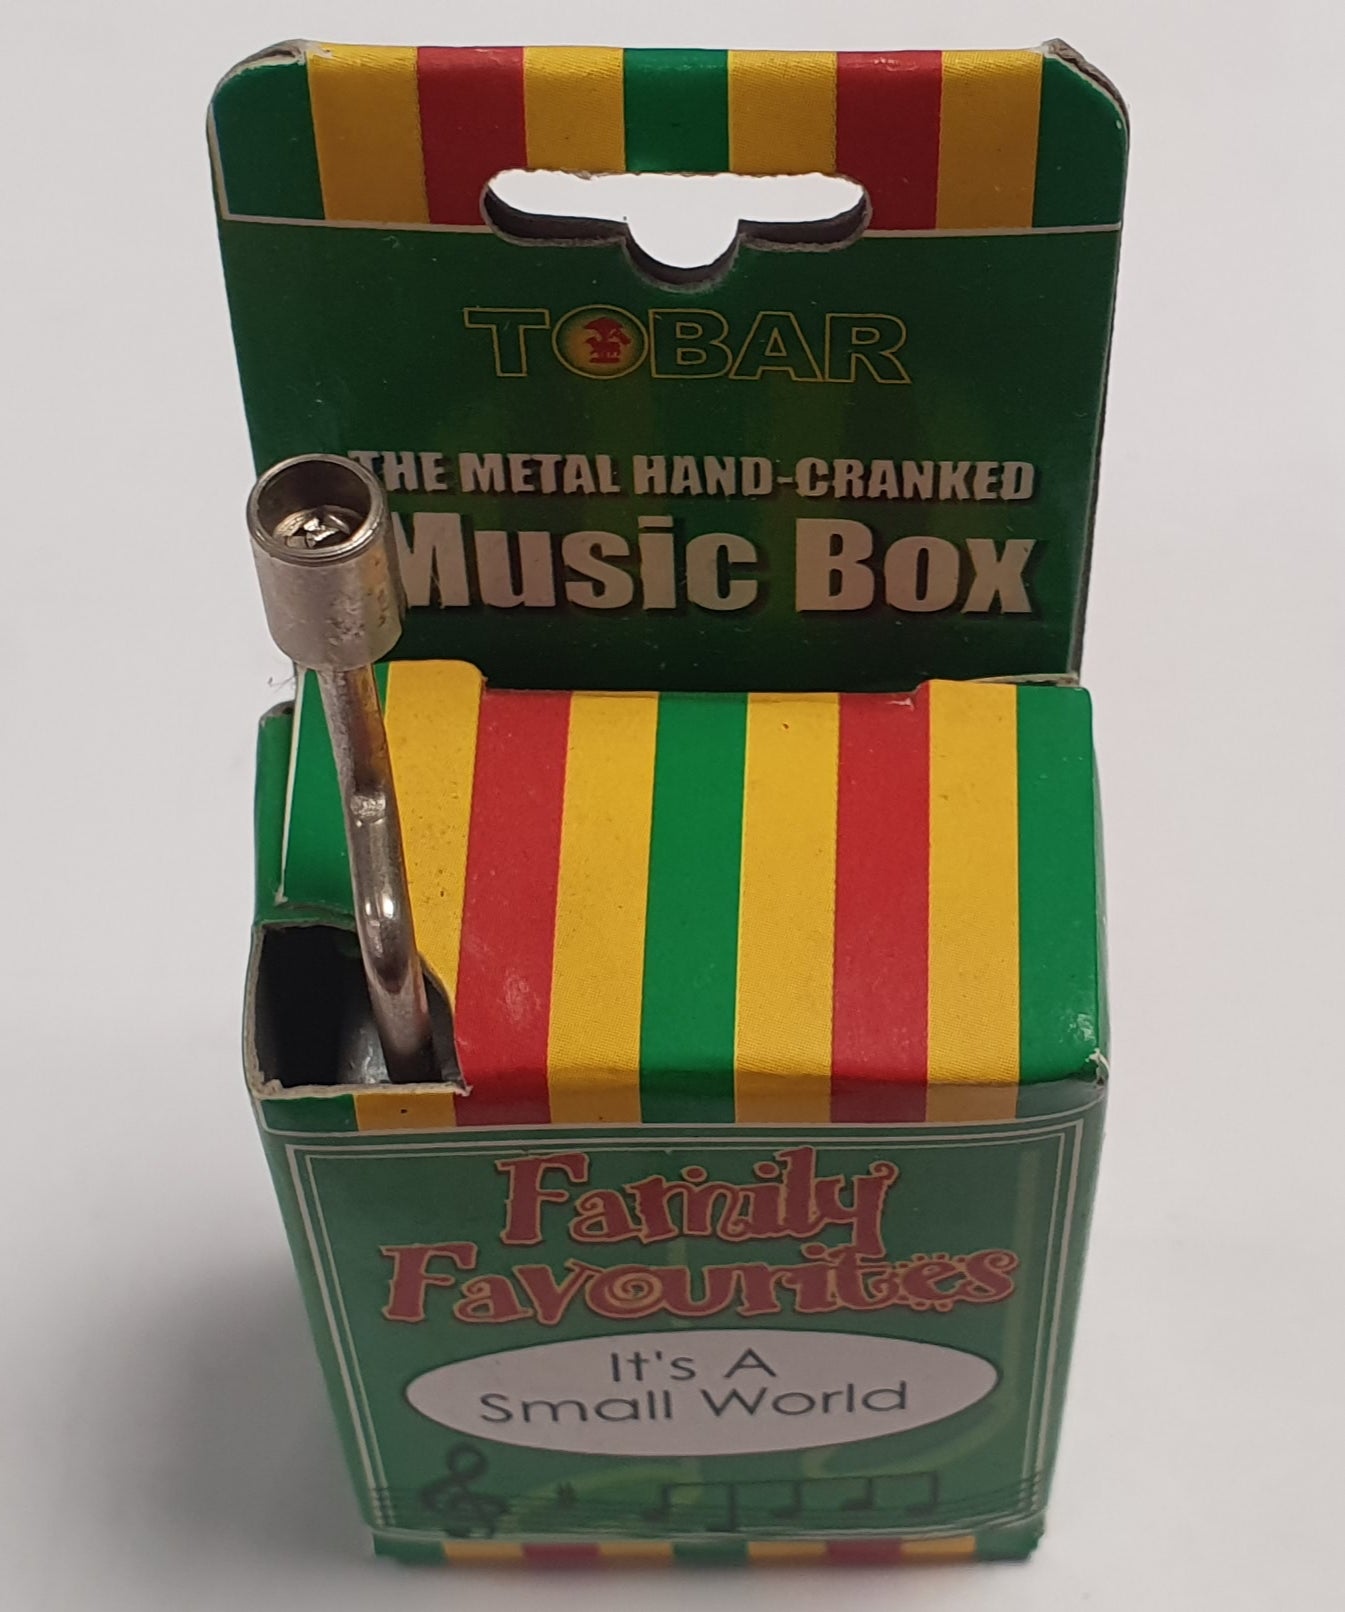 TOBAR
THE METAL HAND-CRANKED
MUSIC BOX
Family
Favourites
It's A
Small World